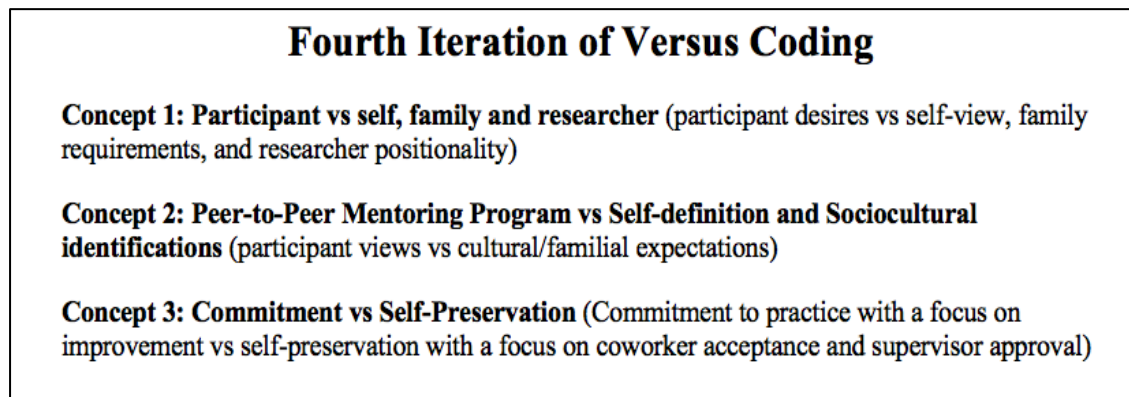 Fourth Iteration of Versus Coding
Concept 1: Participant vs self, family and researcher (participant desires vs self-view, family
requirements, and researcher positionality)
Concept 2: Peer-to-Peer Mentoring Program vs Self-definition and Sociocultural
identifications (participant views vs cultural/familial expectations)
Concept 3: Commitment vs Self-Preservation (Commitment to practice with a focus on
improvement vs self-preservation with a focus on coworker acceptance and supervisor approval)